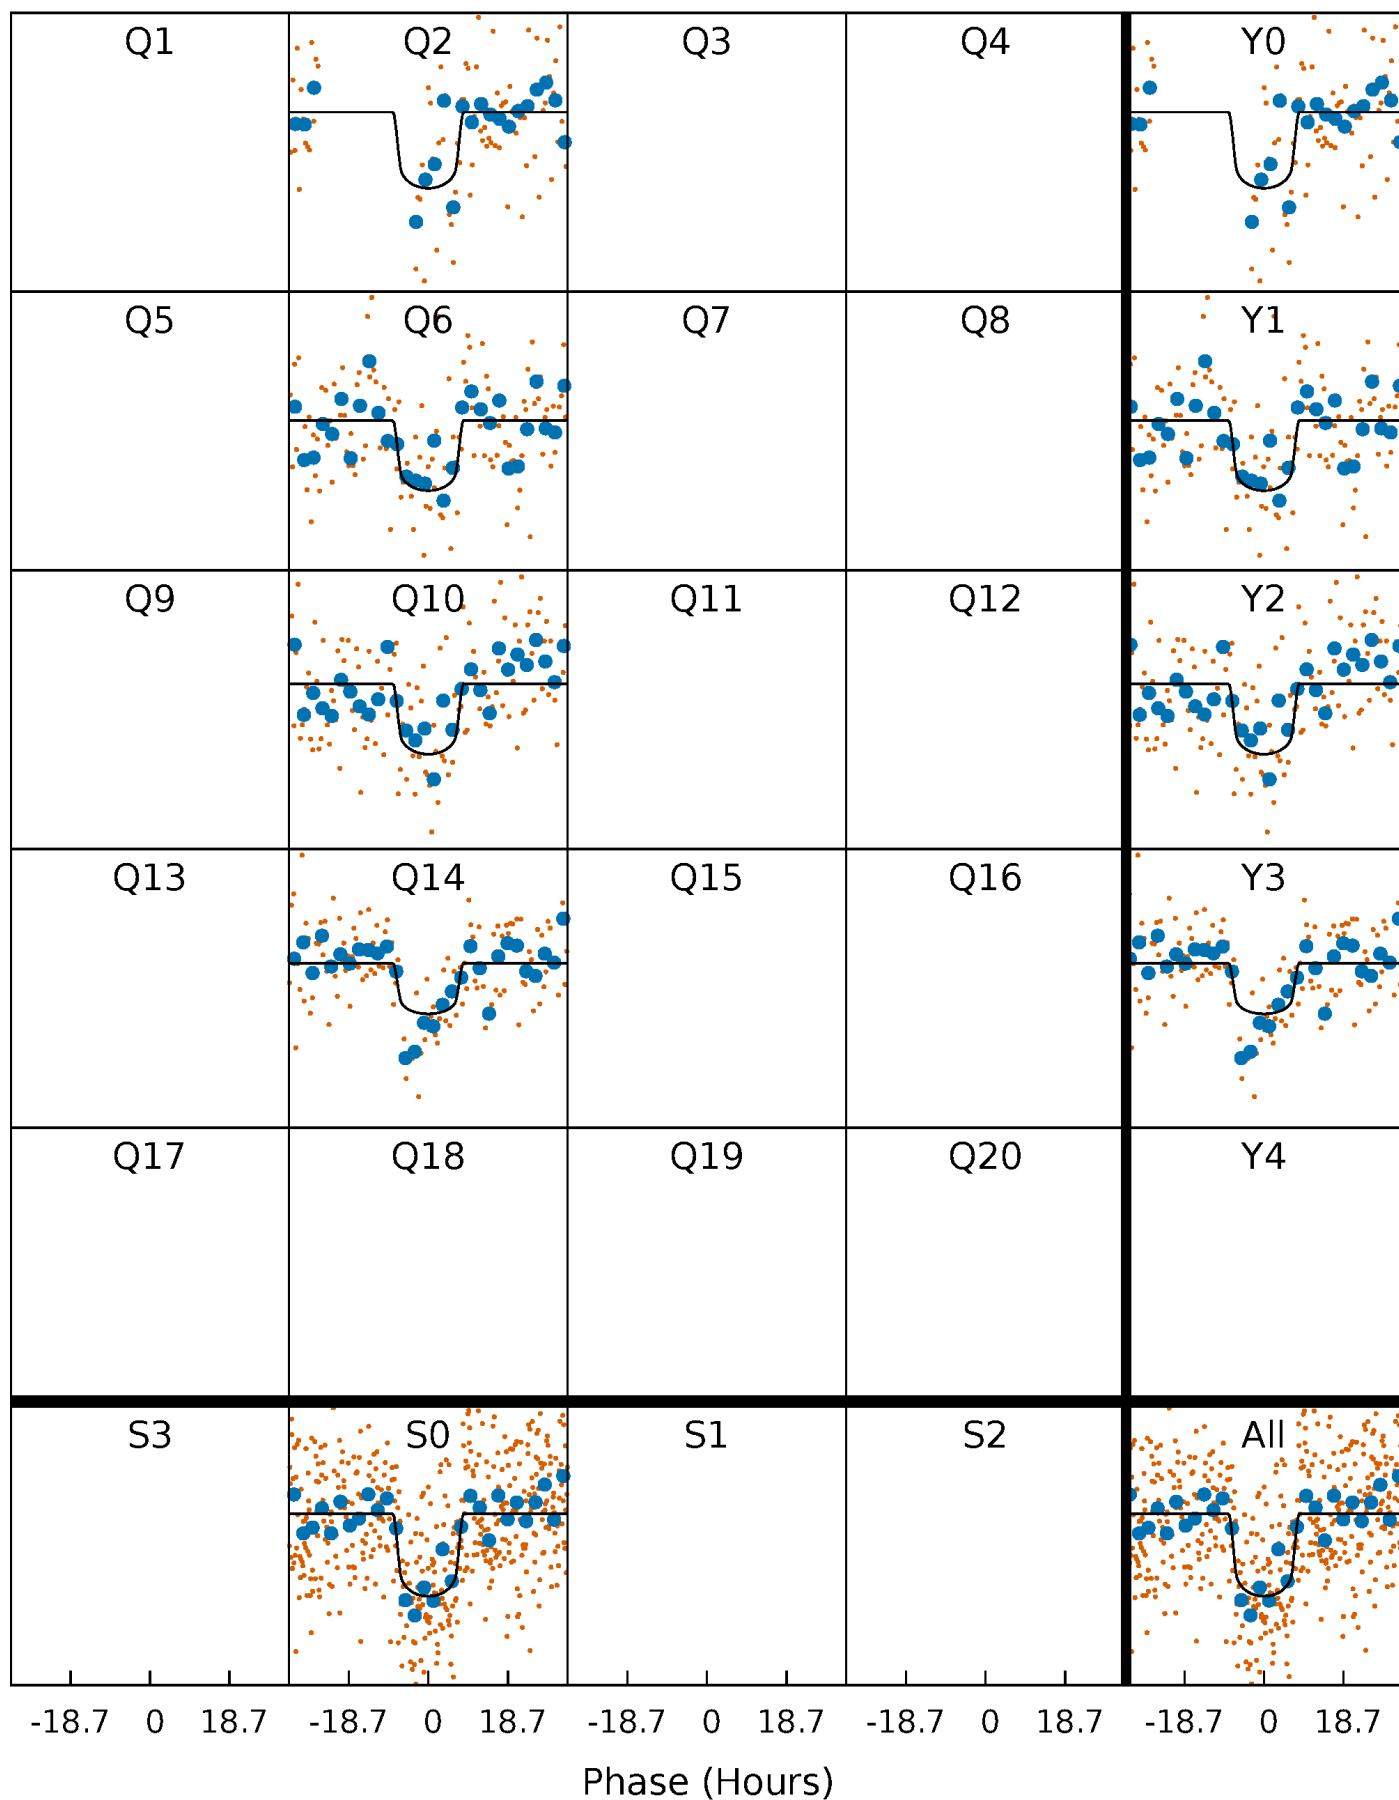 Q1 Q2 Q3 Q4 Y0
Q5 Q6 Q7 Q8 Y1
Q9 Q10 Q11 Q12 Y2
Q13 Q14 Q15 Q16 Y3
Q17 Q18 Q19 Q20 Y4
S3 S0 S1 S2 All
-18.7 0 18.7 -18.7 0 18.7 -18.7 0 18.7 -18.7 0 18.7 -18.7 0 18.7
Phase (Hours)